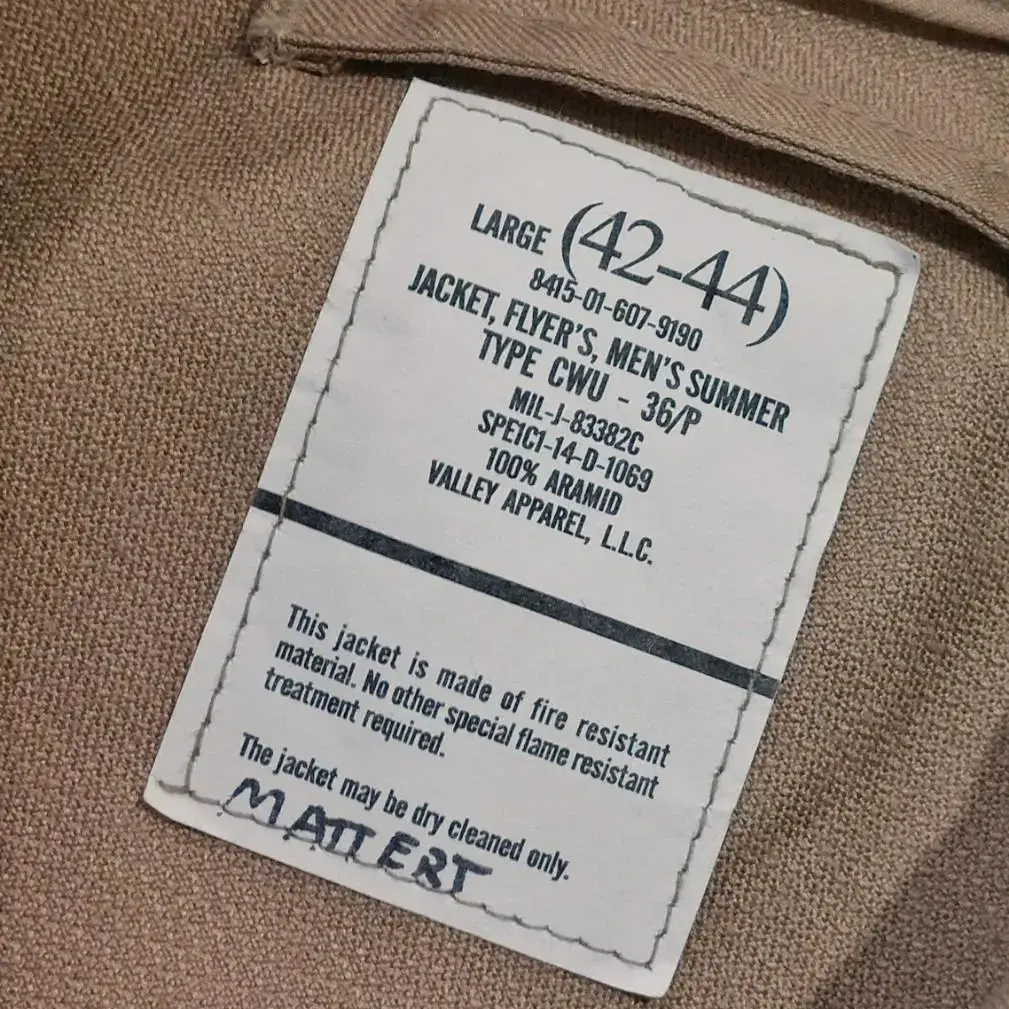 LARGE (42-44)
8415-01-607-9190
JACKET, FLYER'S, MEN'S SUMMER
TYPE CWU - 36/P
MIL-J-83382C
SPE1C1-14-D-1069
100% ARAMID
VALLEY APPAREL, L.L.C.
This jacket is made of fire resistant
material. No other special flame resistant
treatment required.
The jacket may be dry cleaned only.
MATTERT